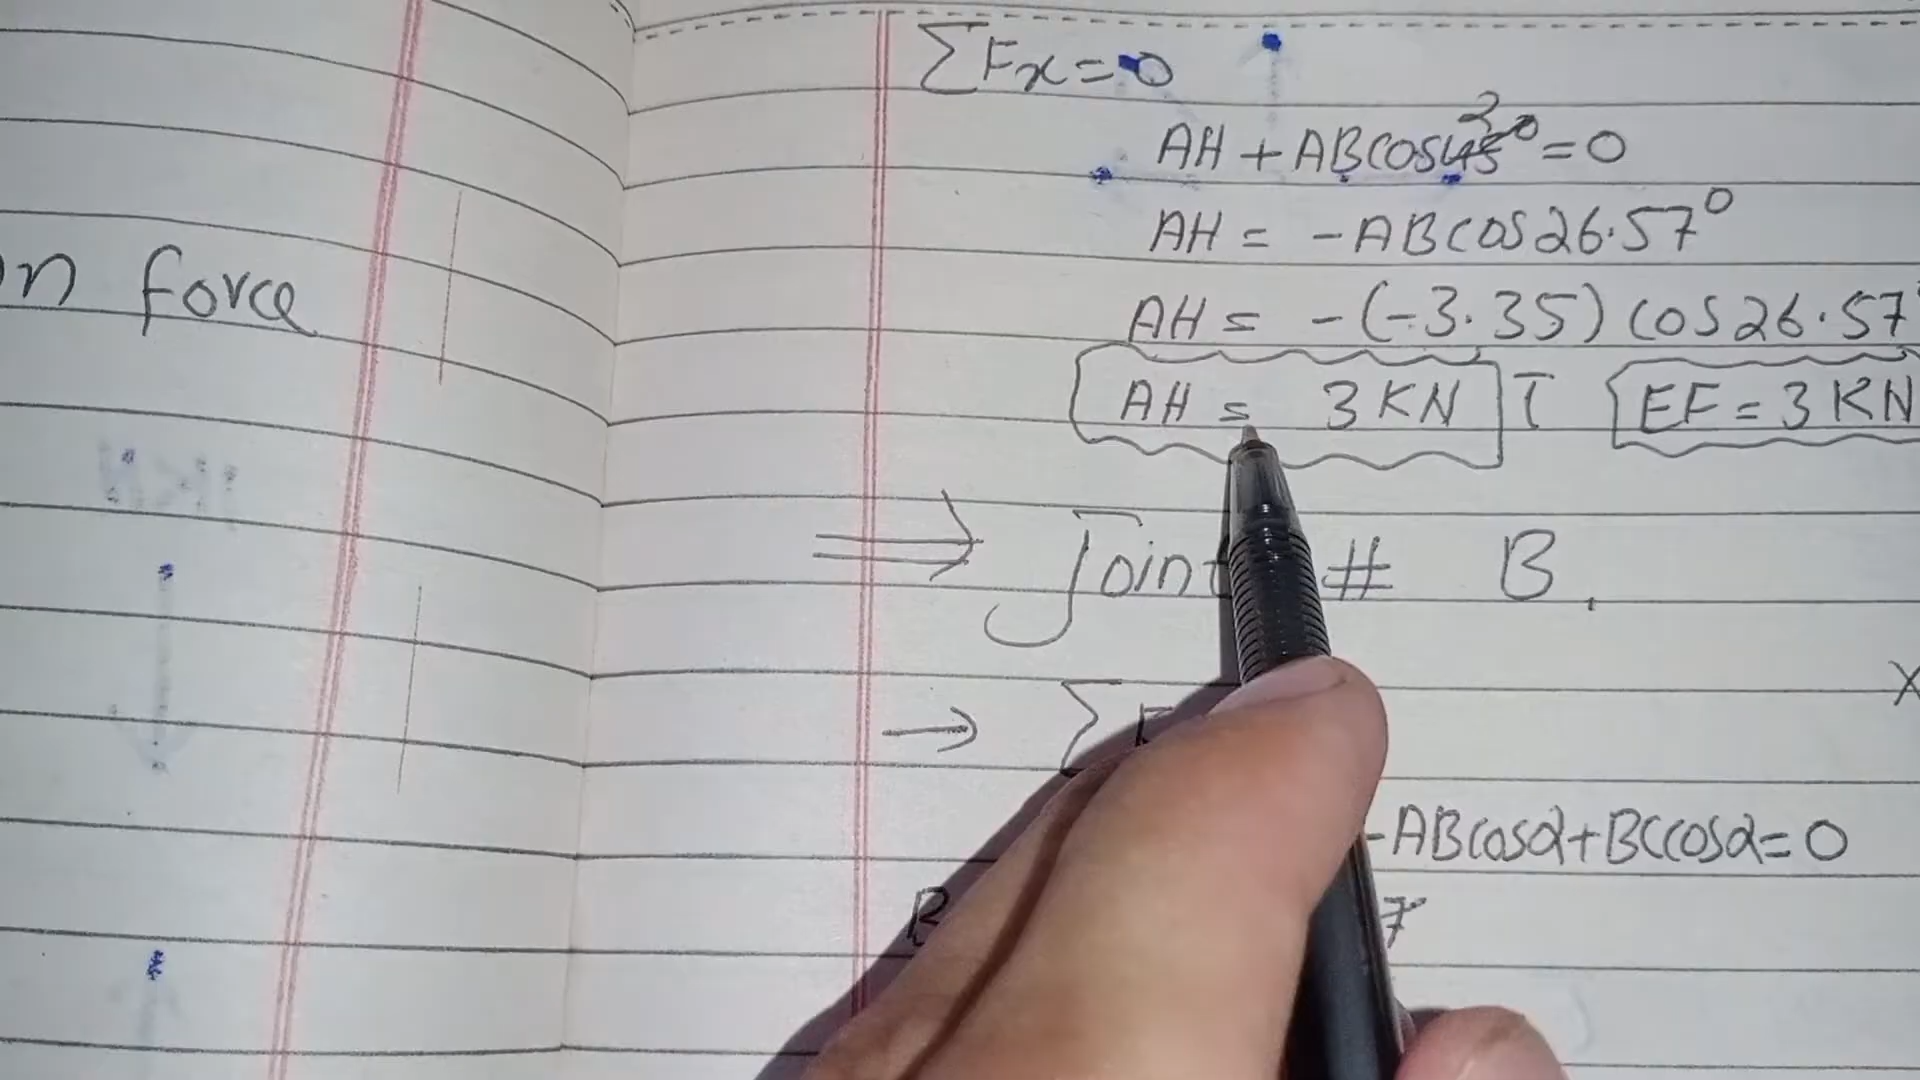 on force
ΣFx=0
AH + ABcos45° = 0
AH = -ABcos26.57°
AH = -(-3.35) cos26.57°
AH = 3KN T EF = 3KN
⇒ Joint # B.
→ Σ
-ABcosα+BCcosα=0